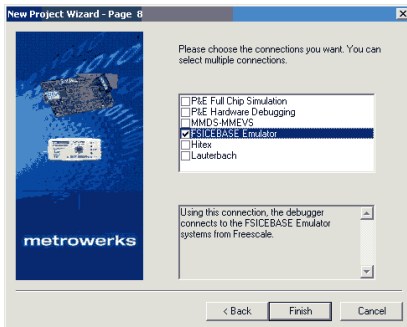 New Project Wizard - Page 8
Please choose the connections you want. You can
select multiple connections.
P&E Full Chip Simulation
P&E Hardware Debugging
MMDS-MMEVS
FSICEBASE Emulator
Hitex
Lauterbach
Using this connection, the debugger
connects to the FSICEBASE Emulator
systems from Freescale.
metrowerks
< Back
Finish
Cancel